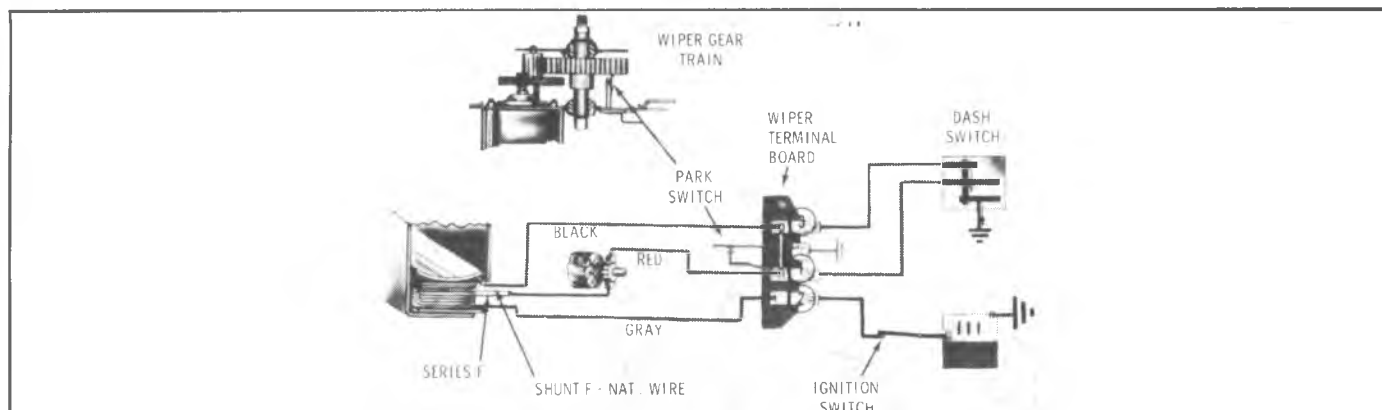 WIPER GEAR
TRAIN
WIPER
TERMINAL
BOARD
DASH
SWITCH
PARK
SWITCH
BLACK
RED
GRAY
SERIES F
SHUNT F - NAT. WIRE
IGNITION
SWITCH